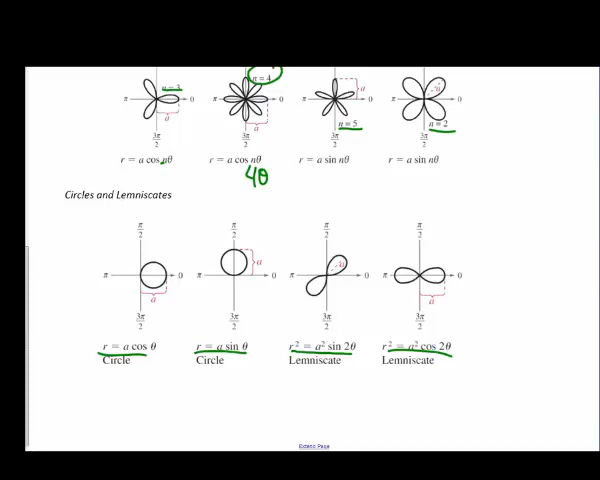 n = 3 n = 4 a n = 5 a n = 2
π 0 π 0 π 0 π 0
a a
3π/2 3π/2 3π/2 3π/2
r = a cos nθ r = a cos nθ r = a sin nθ r = a sin nθ
4θ
Circles and Lemniscates
π/2 π/2 π/2 π/2
a a
π 0 π 0 π 0 π 0
a a
3π/2 3π/2 3π/2 3π/2
r = a cos θ r = a sin θ r² = a² sin 2θ r² = a² cos 2θ
Circle Circle Lemniscate Lemniscate
Extend Page